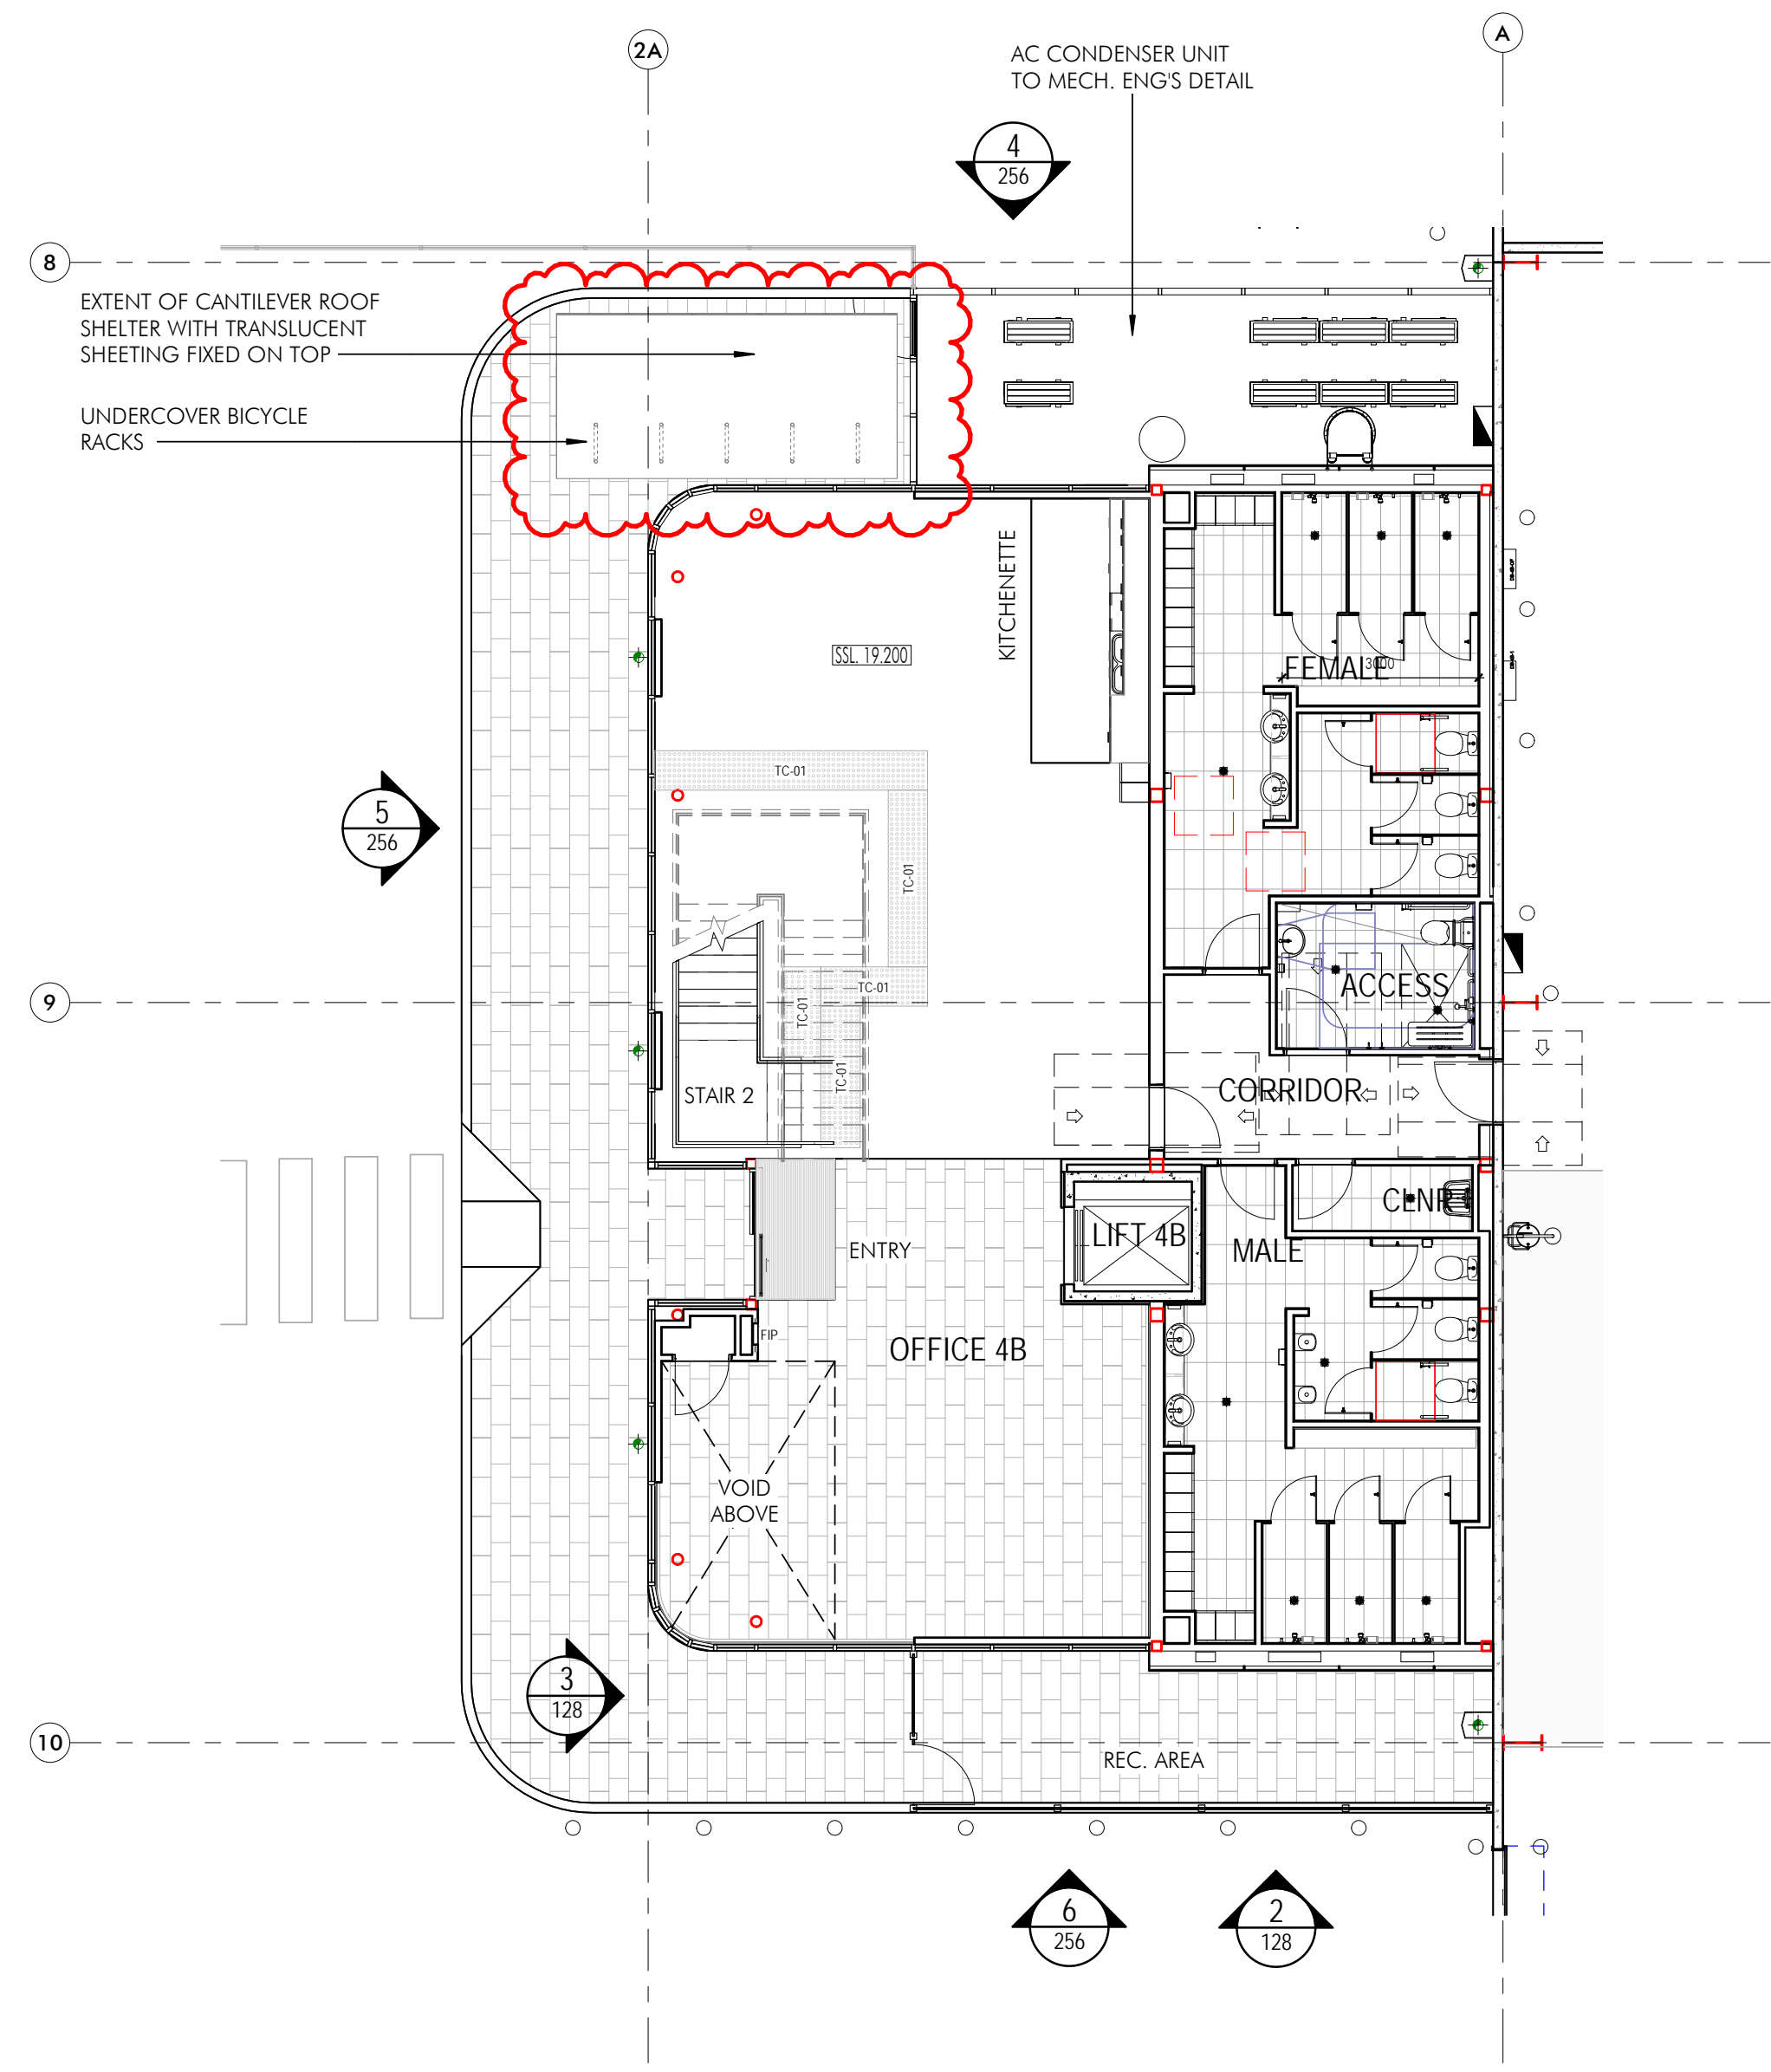 2A
A
AC CONDENSER UNIT
TO MECH. ENG'S DETAIL
4
256
8
EXTENT OF CANTILEVER ROOF
SHELTER WITH TRANSLUCENT
SHEETING FIXED ON TOP
UNDERCOVER BICYCLE
RACKS
KITCHENETTE
SSL. 19.200
FEMALE
3000
TC-01
5
256
TC-01
TC-01
TC-01
ACCESS
9
TC-01
STAIR 2
CORRIDOR
CLNR
LIFT 4B
ENTRY
MALE
FIP
OFFICE 4B
VOID
ABOVE
3
128
10
REC. AREA
6
256
2
128